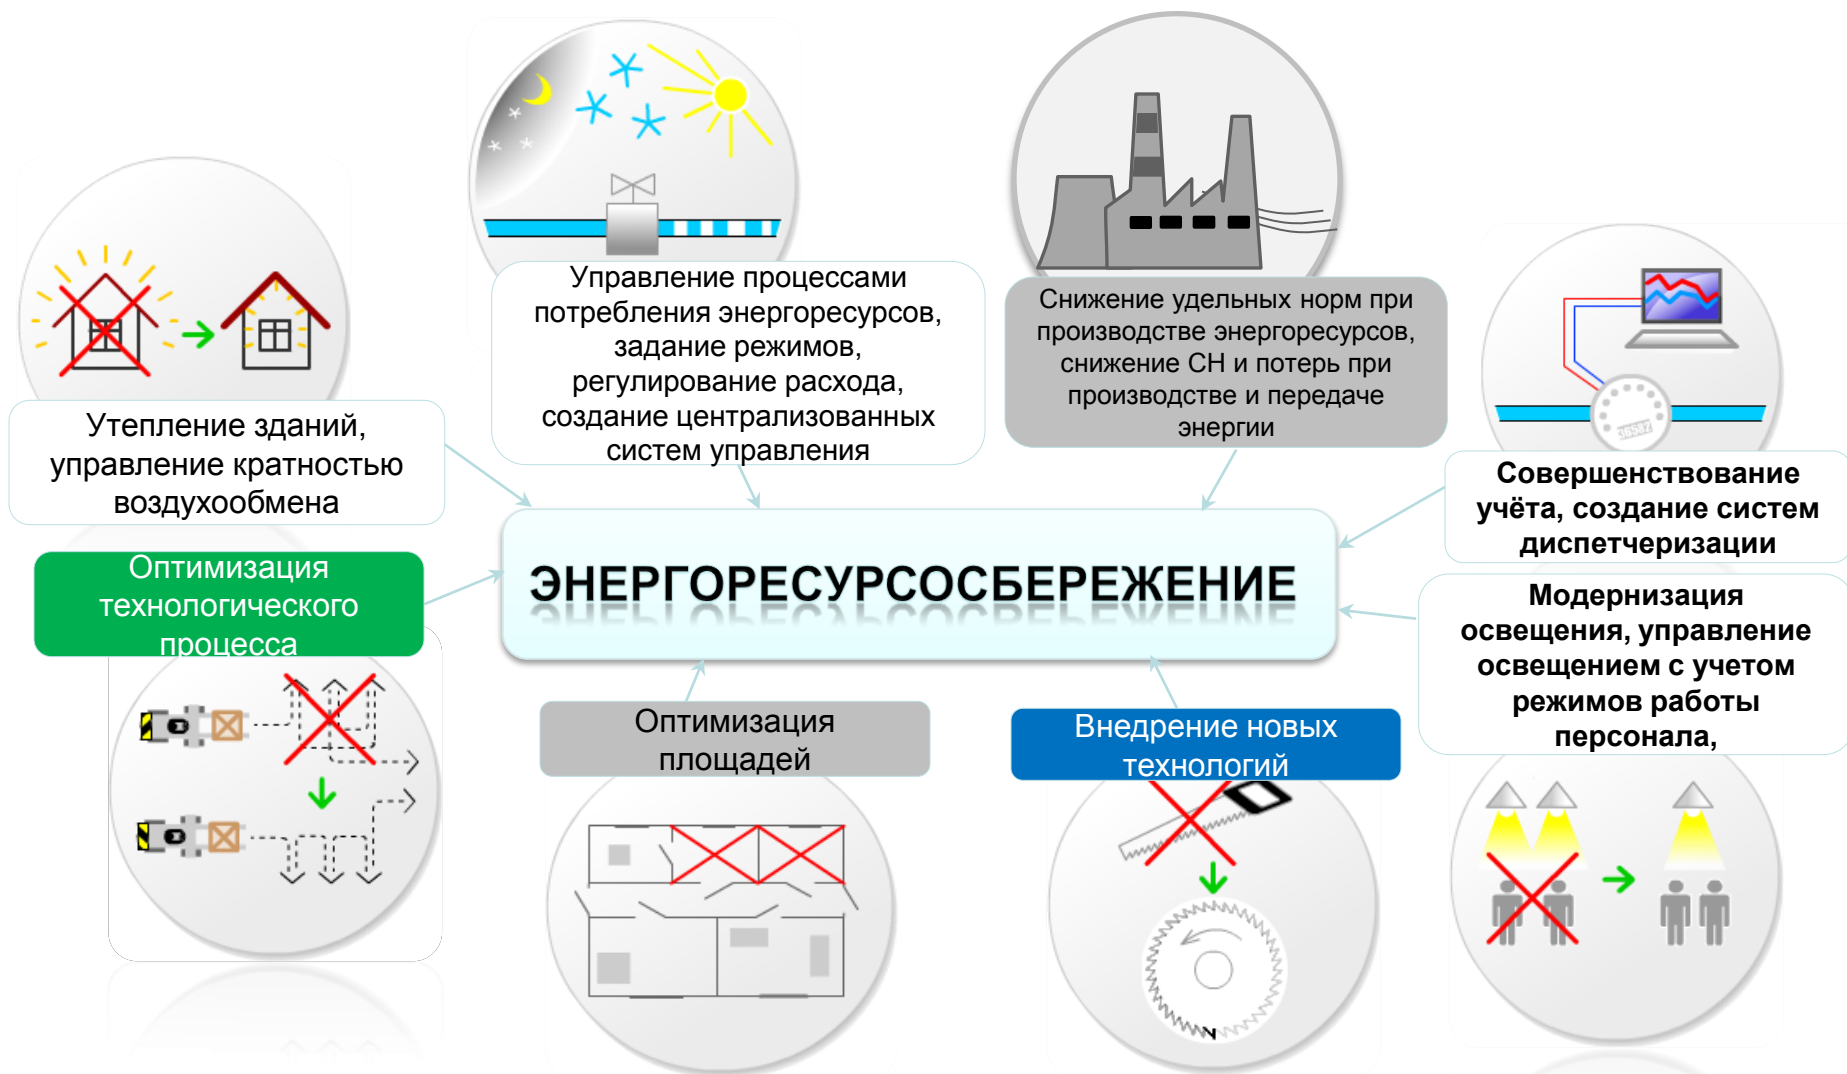 Управление процессами
потребления энергоресурсов,
задание режимов,
регулирование расхода,
создание централизованных
систем управления
Снижение удельных норм при
производстве энергоресурсов,
снижение СН и потерь при
производстве и передаче
энергии
Утепление зданий,
управление кратностью
воздухообмена
36582
Совершенствование
учёта, создание систем
диспетчеризации
Оптимизация
технологического
процесса
ЭНЕРГОРЕСУРСОСБЕРЕЖЕНИЕ
Модернизация
освещения, управление
освещением с учетом
режимов работы
персонала,
Оптимизация
площадей
Внедрение новых
технологий